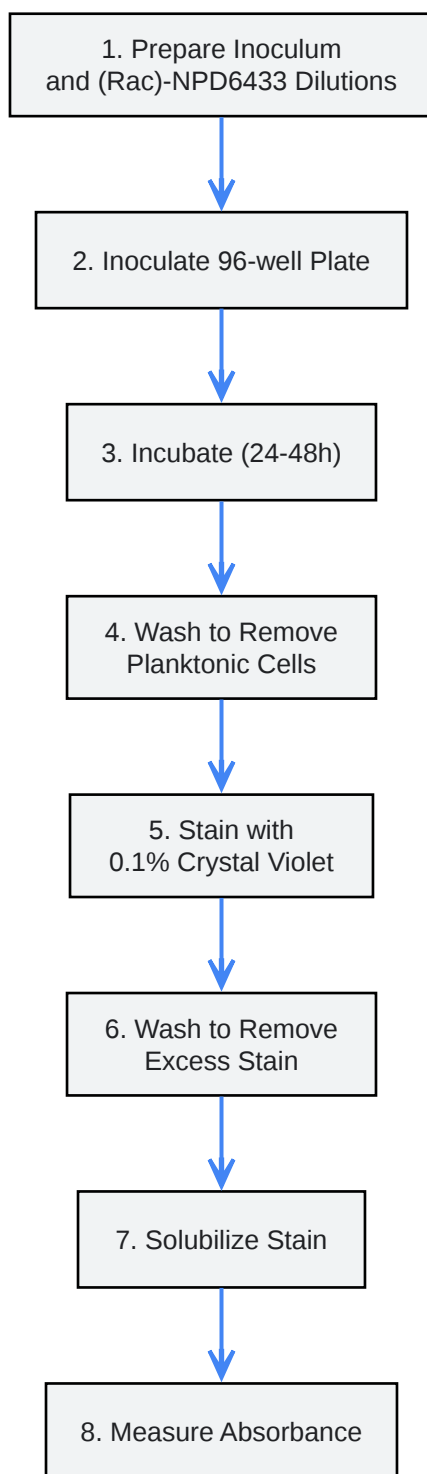 1. Prepare Inoculum
and (Rac)-NPD6433 Dilutions
2. Inoculate 96-well Plate
3. Incubate (24-48h)
4. Wash to Remove
Planktonic Cells
5. Stain with
0.1% Crystal Violet
6. Wash to Remove
Excess Stain
7. Solubilize Stain
8. Measure Absorbance